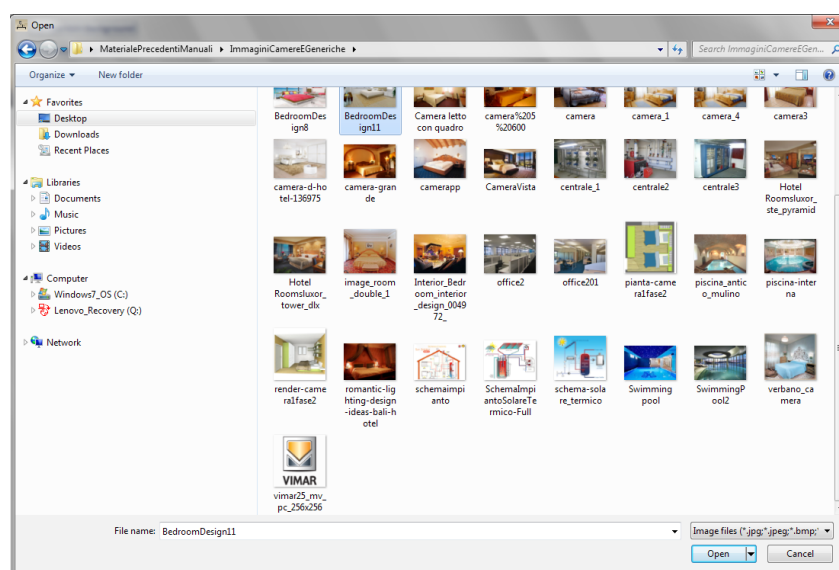 Open
MaterialePrecedentiManuali
ImmaginiCamereEGeneriche
Search ImmaginiCamereEGen...
Organize
New folder
Favorites
Desktop
Downloads
Recent Places
Libraries
Documents
Music
Pictures
Videos
Computer
Windows7_OS (C:)
Lenovo_Recovery (Q:)
Network
BedroomDes
ign8
BedroomDes
ign11
Camera letto
con quadro
camera%205
%20600
camera
camera_1
camera_4
camera3
camera-d-ho
tel-136975
camera-gran
de
camerapp
CameraVista
centrale_1
centrale2
centrale3
Hotel
Roomsluxor_
ste_pyramid
Hotel
Roomsluxor_
tower_dlx
image_room
_double_1
Interior_Bedr
oom_interior
_design_0049
72_
office2
office201
pianta-came
ra1fase2
piscina_antic
o_mulino
piscina-inter
na
render-came
ra1fase2
romantic-lig
hting-design
-ideas-bali-h
otel
schemaimpi
anto
SchemaImpi
antoSolareTe
rmico-Full
schema-sola
re_termico
Swimming
pool
SwimmingP
ool2
verbano_ca
mera
VIMAR
vimar25_mv_
pc_256x256
File name:
BedroomDesign11
Image files (*.jpg;*.jpeg;*.bmp;*
Open
Cancel